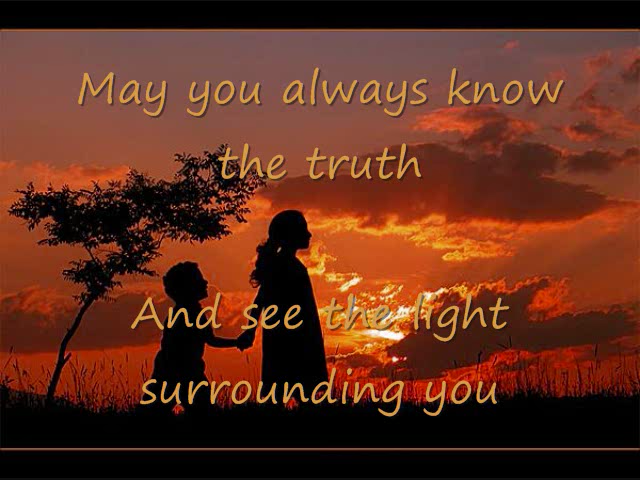 May you always know
the truth
And see the light
surrounding you